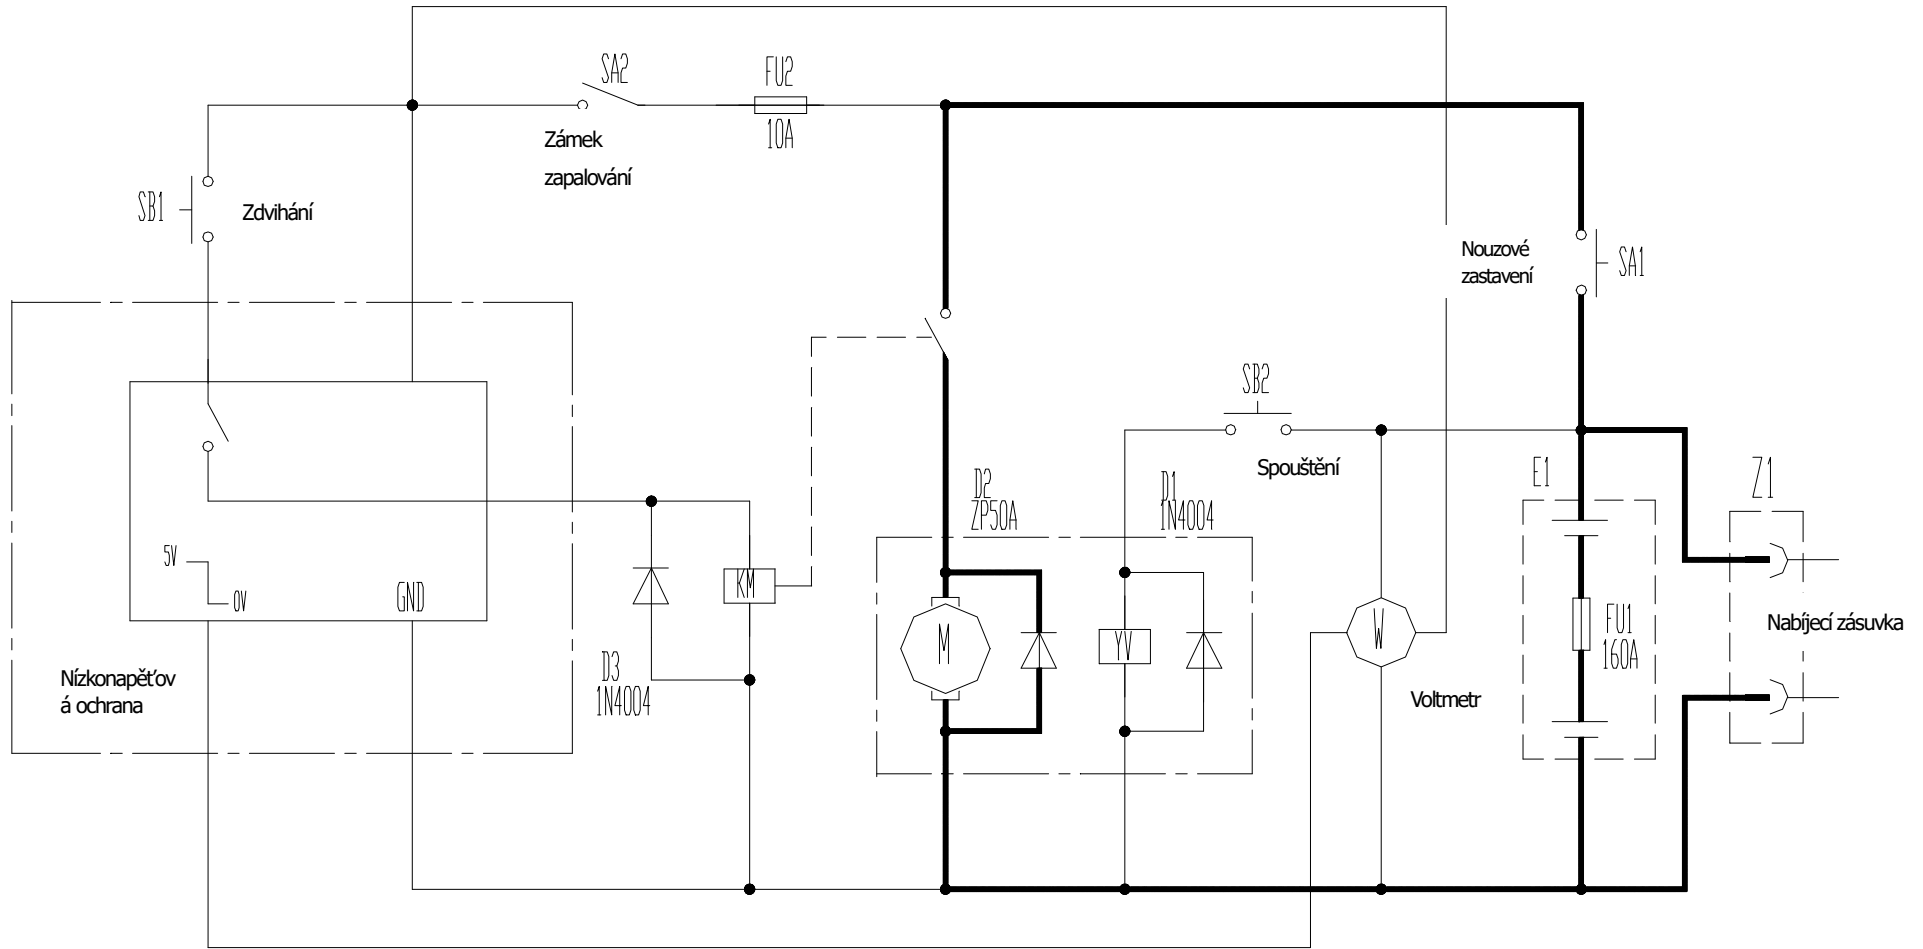 SA2
FU2
10A
Zámek
zapalování
SB1
Zdvihání
Nouzové
zastavení
SA1
SB2
Spouštění
D2
ZP50A
D1
1N4004
E1
Z1
5V
0V
GND
KM
M
YV
W
FU1
160A
Nabíjecí zásuvka
Nízkonapěťov
á ochrana
D3
1N4004
Voltmetr